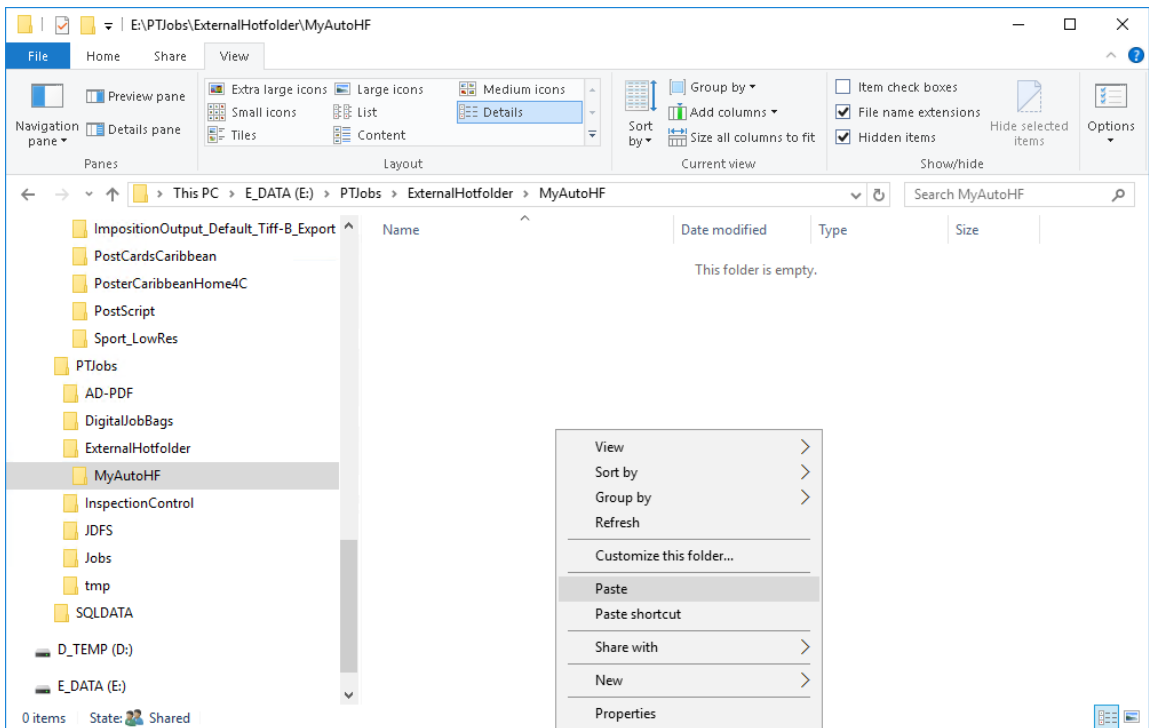 E:\PTJobs\ExternalHotfolder\MyAutoHF
File Home Share View
Navigation pane
Preview pane
Details pane
Panes
Extra large icons Large icons Medium icons
Small icons List Details
Tiles Content
Layout
Sort by
Group by
Add columns
Size all columns to fit
Current view
Item check boxes
File name extensions
Hidden items
Hide selected items
Show/hide
Options
This PC > E_DATA (E:) > PTJobs > ExternalHotfolder > MyAutoHF
Search MyAutoHF
ImpositionOutput_Default_Tiff-B_Export
PostCardsCaribbean
PosterCaribbeanHome4C
PostScript
Sport_LowRes
PTJobs
AD-PDF
DigitalJobBags
ExternalHotfolder
MyAutoHF
InspectionControl
JDFS
Jobs
tmp
SQLDATA
D_TEMP (D:)
E_DATA (E:)
Name Date modified Type Size
This folder is empty.
View
Sort by
Group by
Refresh
Customize this folder...
Paste
Paste shortcut
Share with
New
Properties
0 items State: Shared